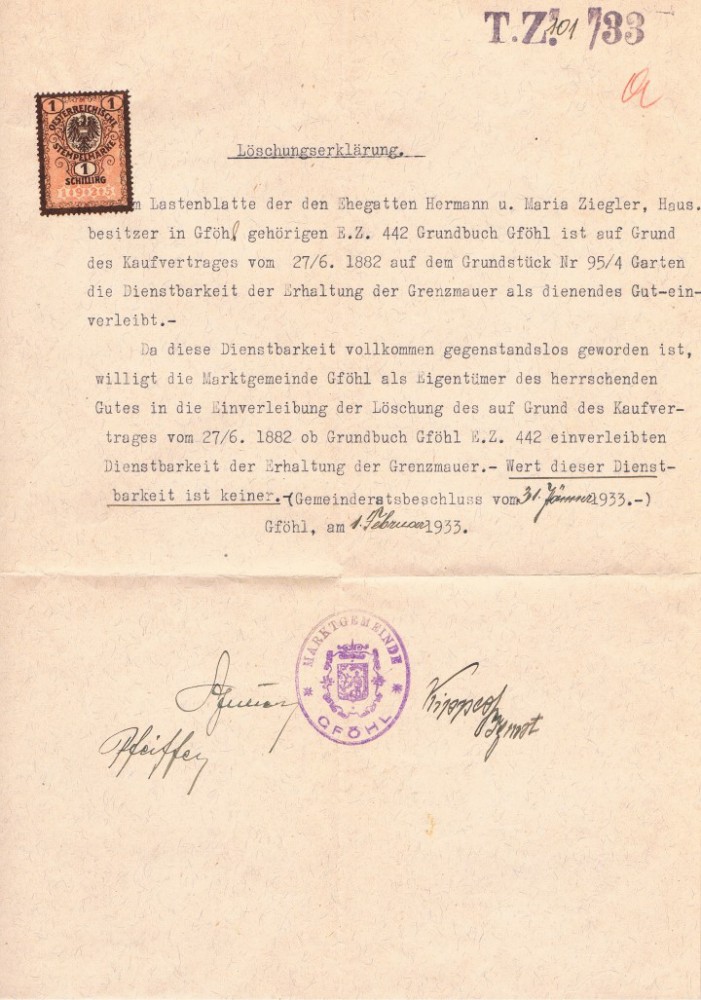 T.Z. 201 /33
1 1
OESTERREICHISCHE
STEMPELMARKE
1
SCHILLING
Löschungserklärung.
m Lastenblatte der den Ehegatten Hermann u. Maria Ziegler, Haus.
besitzer in Gföhl gehörigen E.Z. 442 Grundbuch Gföhl ist auf Grund
des Kaufvertrages vom 27/6. 1882 auf dem Grundstück Nr 95/4 Garten
die Dienstbarkeit der Erhaltung der Grenzmauer als dienendes Gut-ein-
verleibt.-
Da diese Dienstbarkeit vollkommen gegenstandslos geworden ist,
willigt die Marktgemeinde Gföhl als Eigentümer des herrschenden
Gutes in die Einverleibung der Löschung des auf Grund des Kaufver-
trages vom 27/6. 1882 ob Grundbuch Gföhl E.Z. 442 einverleibten
Dienstbarkeit der Erhaltung der Grenzmauer.- Wert dieser Dienst-
barkeit ist keiner.-(Gemeinderatsbeschluss vom 31. Jänner 1933.-)
Gföhl, am 1. Februar 1933.
MARKTGEMEINDE
GFÖHL
Pfeiffer